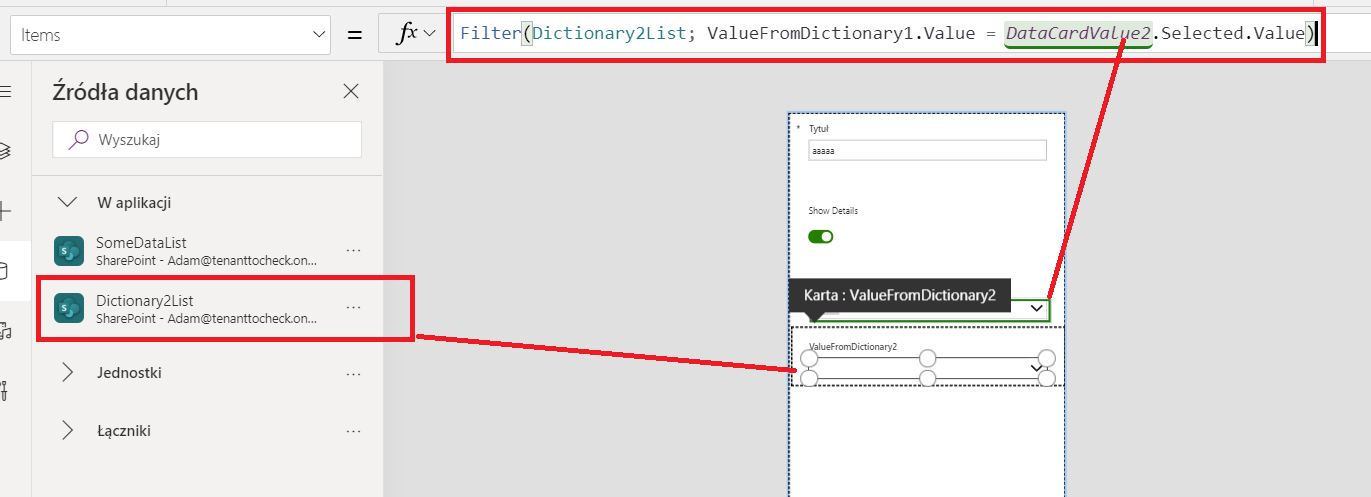 Items
=
fx
Filter(Dictionary2List; ValueFromDictionary1.Value = DataCardValue2.Selected.Value)
Źródła danych
Wyszukaj
W aplikacji
SomeDataList
SharePoint - Adam@tenanttocheck.on...
Dictionary2List
SharePoint - Adam@tenanttocheck.on...
Jednostki
Łączniki
* Tytuł
aaaaa
Show Details
Karta : ValueFromDictionary2
ValueFromDictionary2